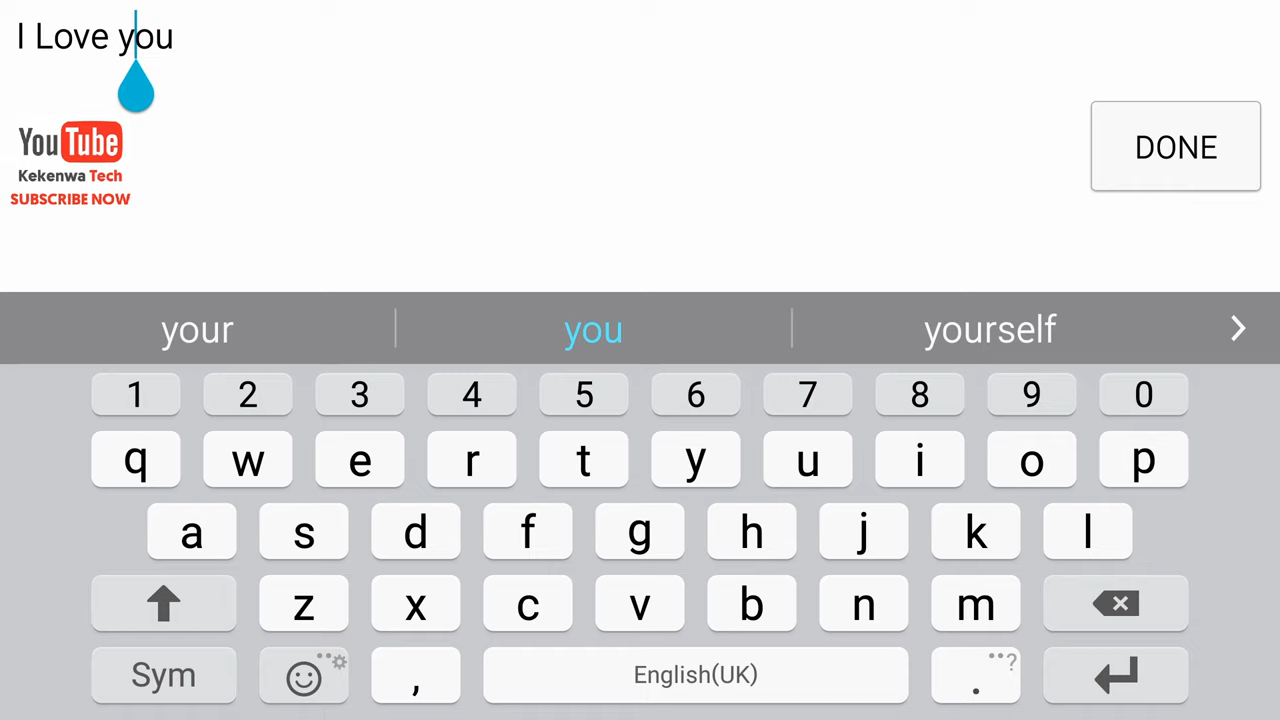 I Love you
YouTube
Kekenwa Tech
SUBSCRIBE NOW
DONE
your you yourself
1 2 3 4 5 6 7 8 9 0
q w e r t y u i o p
a s d f g h j k l
z x c v b n m
Sym , English(UK) . ?